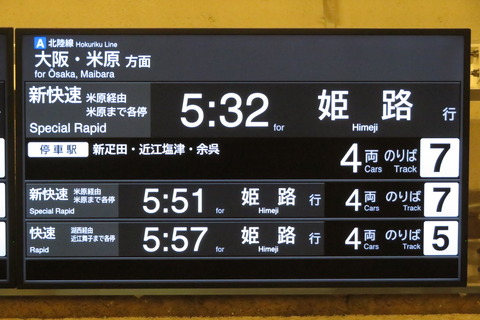 A 北陸線 Hokuriku Line
大阪・米原 方面
for Ōsaka, Maibara
新快速 米原経由 米原まで各停 5:32 姫路 行
Special Rapid for Himeji
停車駅 新疋田・近江塩津・余呉 4両 のりば 7
Cars Track
新快速 米原経由 米原まで各停 5:51 姫路 行 4両 のりば 7
Special Rapid for Himeji Cars Track
快速 湖西経由 近江舞子まで各停 5:57 姫路 行 4両 のりば 5
Rapid for Himeji Cars Track